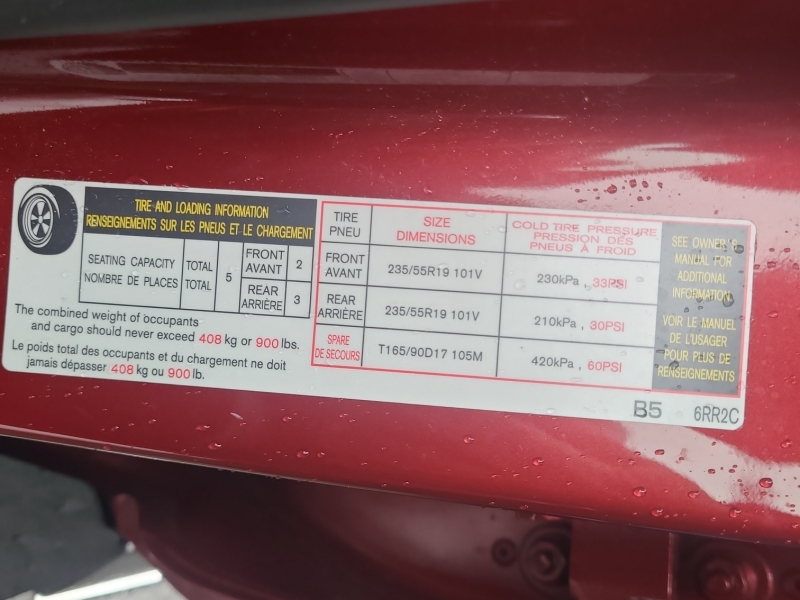 TIRE AND LOADING INFORMATION
RENSEIGNEMENTS SUR LES PNEUS ET LE CHARGEMENT
SEATING CAPACITY
NOMBRE DE PLACES
TOTAL
TOTAL
5
FRONT
AVANT
2
REAR
ARRIÈRE
3
The combined weight of occupants
and cargo should never exceed 408 kg or 900 lbs.
Le poids total des occupants et du chargement ne doit
jamais dépasser 408 kg ou 900 lb.
TIRE
PNEU
SIZE
DIMENSIONS
COLD TIRE PRESSURE
PRESSION DES
PNEUS À FROID
FRONT
AVANT
235/55R19 101V
230kPa , 33PSI
REAR
ARRIÈRE
235/55R19 101V
210kPa , 30PSI
SPARE
DE SECOURS
T165/90D17 105M
420kPa , 60PSI
SEE OWNER'S
MANUAL FOR
ADDITIONAL
INFORMATION
VOIR LE MANUEL
DE L'USAGER
POUR PLUS DE
RENSEIGNEMENTS
B5 6RR2C